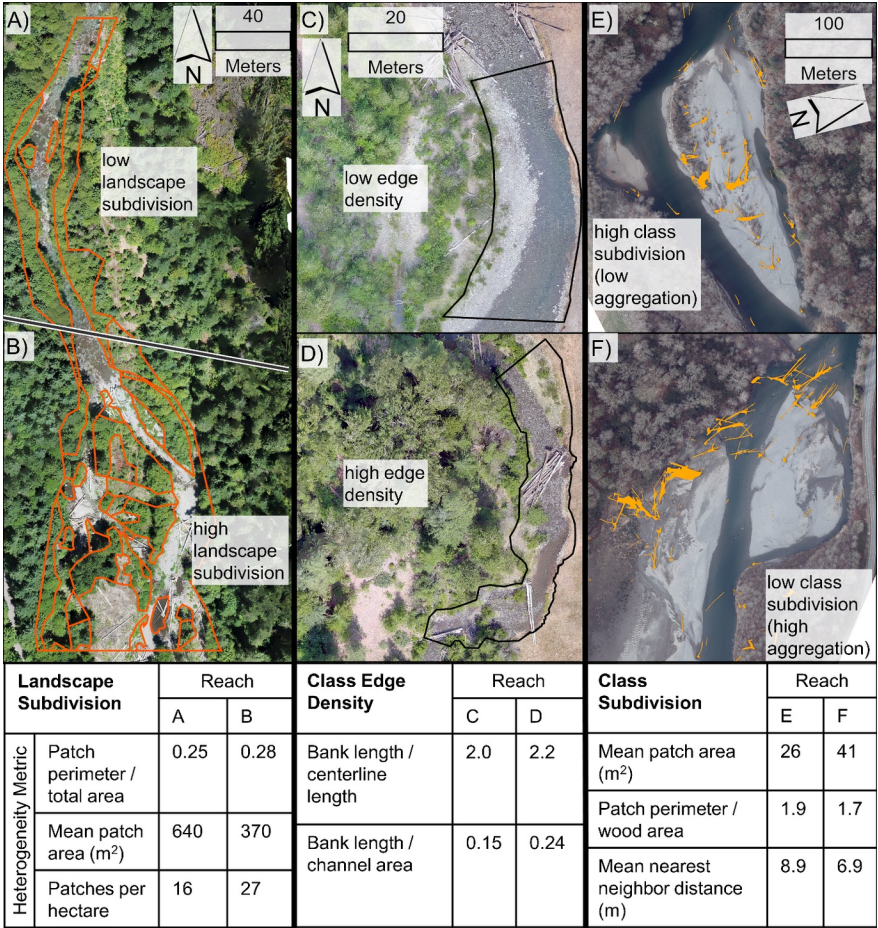 A)
40
Meters
N
low
landscape
subdivision
B)
high
landscape
subdivision
C)
20
Meters
N
low edge
density
D)
high edge
density
E)
100
Meters
N
high class
subdivision
(low
aggregation)
F)
low class
subdivision
(high
aggregation)
Landscape
Subdivision
Reach
A B
Heterogeneity Metric
Patch
perimeter /
total area
0.25 0.28
Mean patch
area (m²)
640 370
Patches per
hectare
16 27
Class Edge
Density
Reach
C D
Bank length /
centerline
length
2.0 2.2
Bank length /
channel area
0.15 0.24
Class
Subdivision
Reach
E F
Mean patch area
(m²)
26 41
Patch perimeter /
wood area
1.9 1.7
Mean nearest
neighbor distance
(m)
8.9 6.9